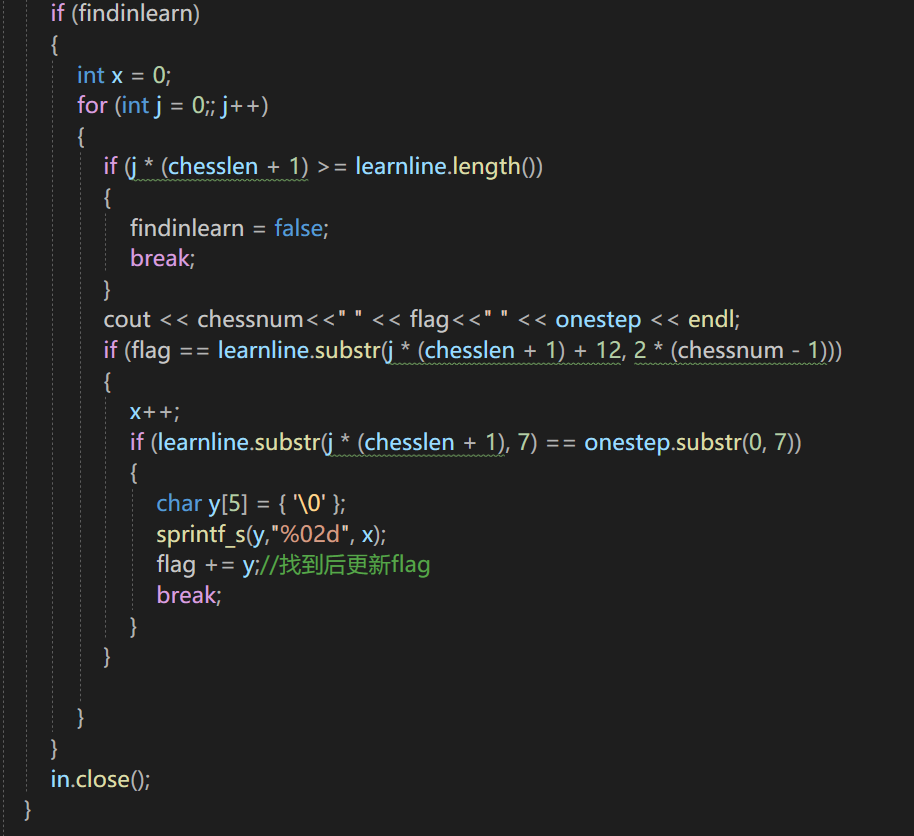 if (findinlearn)
{
int x = 0;
for (int j = 0;; j++)
{
if (j * (chesslen + 1) >= learnline.length())
{
findinlearn = false;
break;
}
cout << chessnum<<" " << flag<<" " << onestep << endl;
if (flag == learnline.substr(j * (chesslen + 1) + 12, 2 * (chessnum - 1)))
{
x++;
if (learnline.substr(j * (chesslen + 1), 7) == onestep.substr(0, 7))
{
char y[5] = { '\0' };
sprintf_s(y,"%02d", x);
flag += y;//找到后更新flag
break;
}
}
}
}
in.close();
}